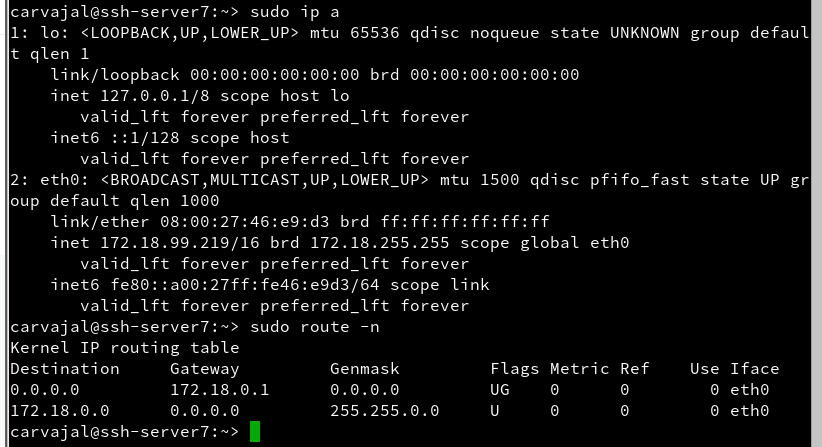 carvajal@ssh-server7:~> sudo ip a
1: lo: <LOOPBACK,UP,LOWER_UP> mtu 65536 qdisc noqueue state UNKNOWN group defaul
t qlen 1
    link/loopback 00:00:00:00:00:00 brd 00:00:00:00:00:00
    inet 127.0.0.1/8 scope host lo
       valid_lft forever preferred_lft forever
    inet6 ::1/128 scope host
       valid_lft forever preferred_lft forever
2: eth0: <BROADCAST,MULTICAST,UP,LOWER_UP> mtu 1500 qdisc pfifo_fast state UP gr
oup default qlen 1000
    link/ether 08:00:27:46:e9:d3 brd ff:ff:ff:ff:ff:ff
    inet 172.18.99.219/16 brd 172.18.255.255 scope global eth0
       valid_lft forever preferred_lft forever
    inet6 fe80::a00:27ff:fe46:e9d3/64 scope link
       valid_lft forever preferred_lft forever
carvajal@ssh-server7:~> sudo route -n
Kernel IP routing table
Destination     Gateway         Genmask         Flags Metric Ref    Use Iface
0.0.0.0         172.18.0.1      0.0.0.0         UG    0      0        0 eth0
172.18.0.0      0.0.0.0         255.255.0.0     U     0      0        0 eth0
carvajal@ssh-server7:~>